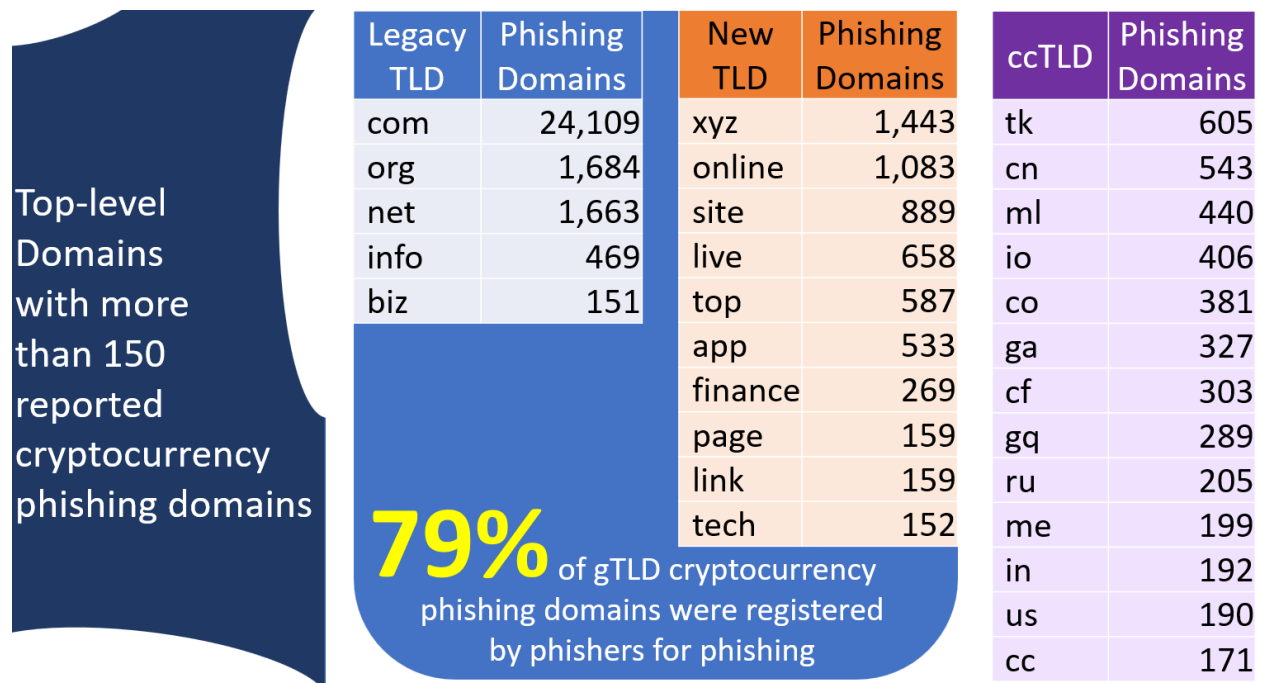 Top-level
Domains
with more
than 150
reported
cryptocurrency
phishing domains
Legacy TLD Phishing Domains
com 24,109
org 1,684
net 1,663
info 469
biz 151
New TLD Phishing Domains
xyz 1,443
online 1,083
site 889
live 658
top 587
app 533
finance 269
page 159
link 159
tech 152
79% of gTLD cryptocurrency
phishing domains were registered
by phishers for phishing
ccTLD Phishing Domains
tk 605
cn 543
ml 440
io 406
co 381
ga 327
cf 303
gq 289
ru 205
me 199
in 192
us 190
cc 171